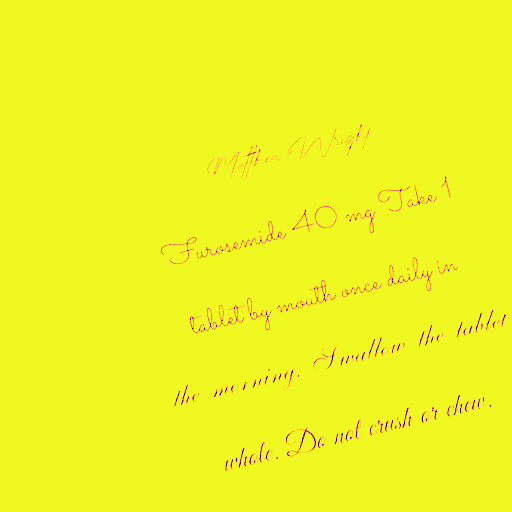 Matthew Wright
Furosemide 40 mg Take 1
tablet by mouth once daily in
the morning. Swallow the tablet
whole. Do not crush or chew.